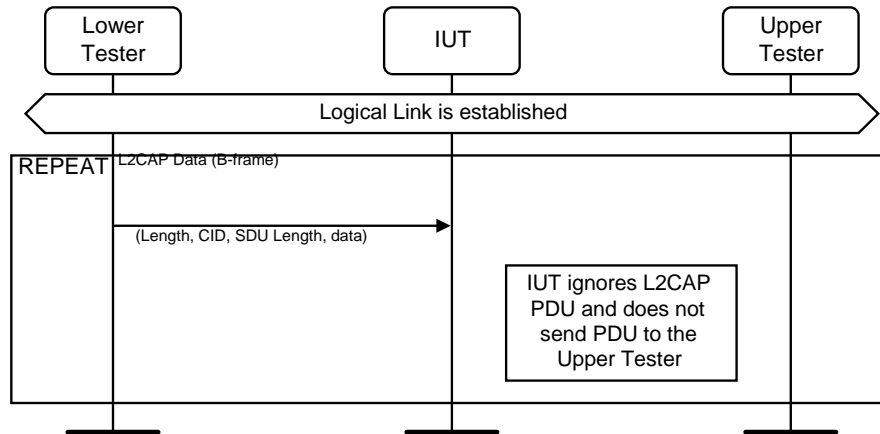 Lower
Tester
IUT
Upper
Tester
Logical Link is established
REPEAT
L2CAP Data (B-frame)
(Length, CID, SDU Length, data)
IUT ignores L2CAP
PDU and does not
send PDU to the
Upper Tester